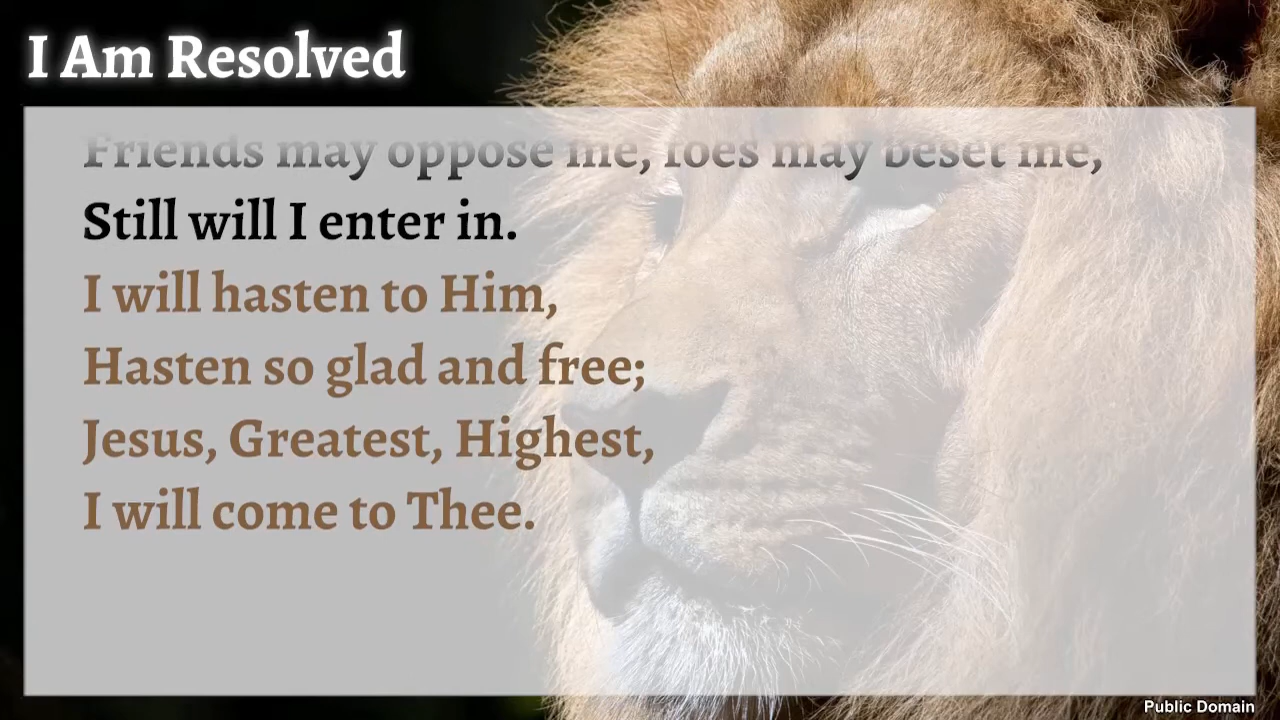 I Am Resolved
Friends may oppose me, foes may beset me,
Still will I enter in.
I will hasten to Him,
Hasten so glad and free;
Jesus, Greatest, Highest,
I will come to Thee.
Public Domain